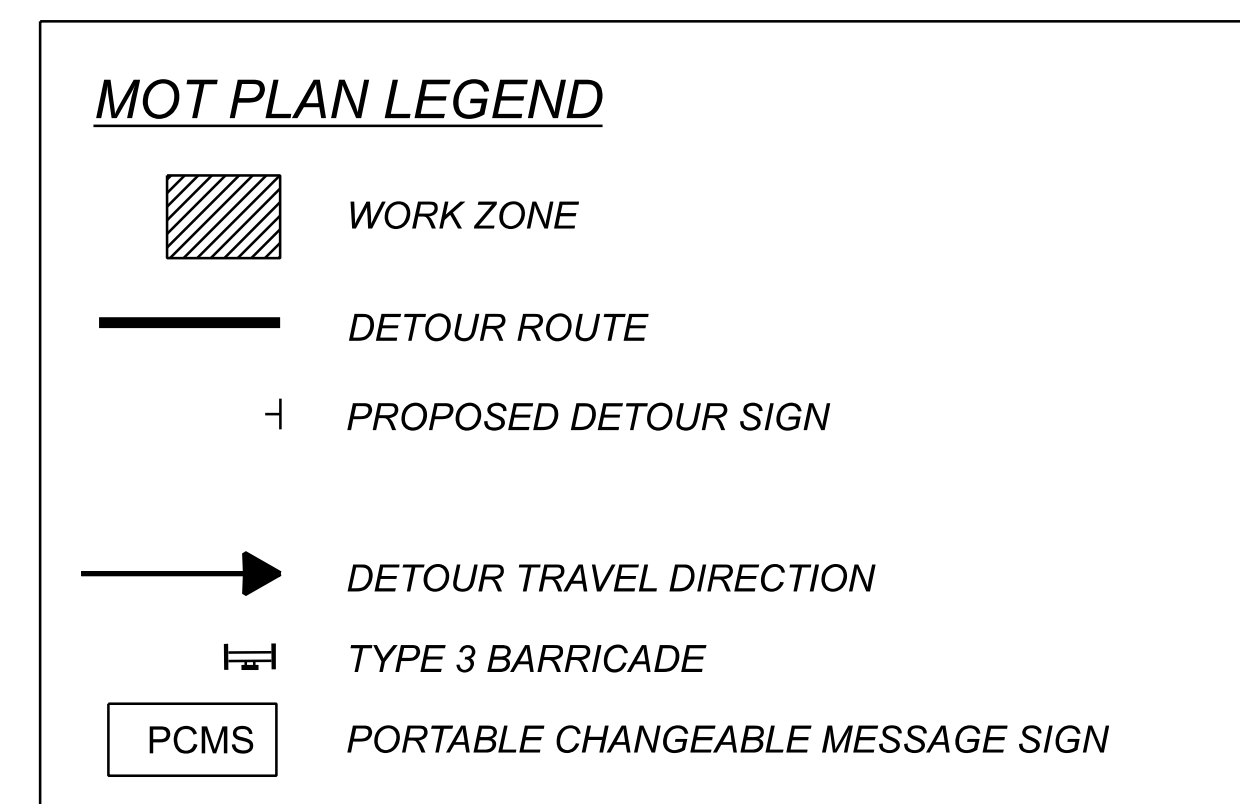 MOT PLAN LEGEND
WORK ZONE
DETOUR ROUTE
PROPOSED DETOUR SIGN
DETOUR TRAVEL DIRECTION
TYPE 3 BARRICADE
PCMS PORTABLE CHANGEABLE MESSAGE SIGN